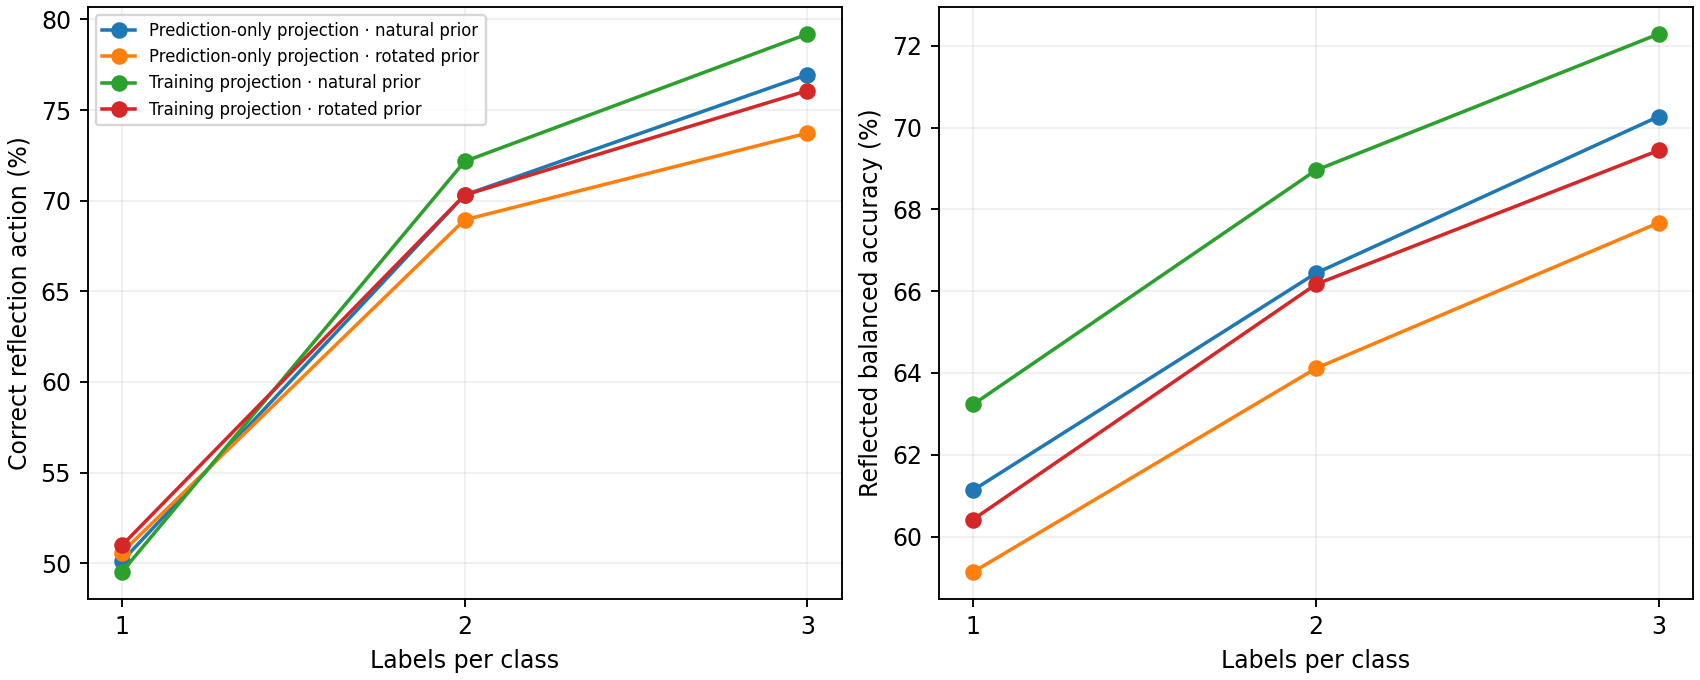 80
75
70
65
60
55
50
Correct reflection action (%)
Prediction-only projection · natural prior
Prediction-only projection · rotated prior
Training projection · natural prior
Training projection · rotated prior
1
2
3
Labels per class
72
70
68
66
64
62
60
Reflected balanced accuracy (%)
1
2
3
Labels per class